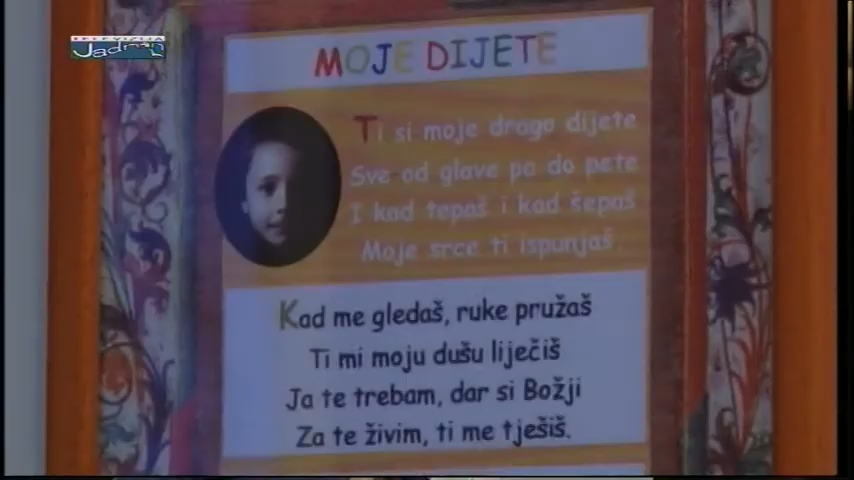 TELEVIZIJA
Jadran
MOJE DIJETE
Ti si moje drago dijete
Sve od glave pa do pete
I kad tepaš i kad šepaš
Moje srce ti ispunjaš.
Kad me gledaš, ruke pružaš
Ti mi moju dušu liječiš
Ja te trebam, dar si Božji
Za te živim, ti me tješiš.